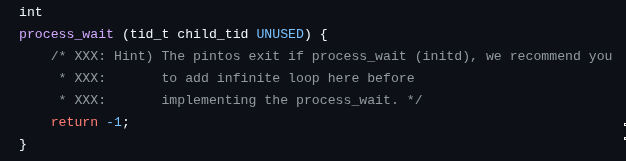 int
process_wait (tid_t child_tid UNUSED) {
    /* XXX: Hint) The pintos exit if process_wait (initd), we recommend you
     * XXX:       to add infinite loop here before
     * XXX:       implementing the process_wait. */
    return -1;
}